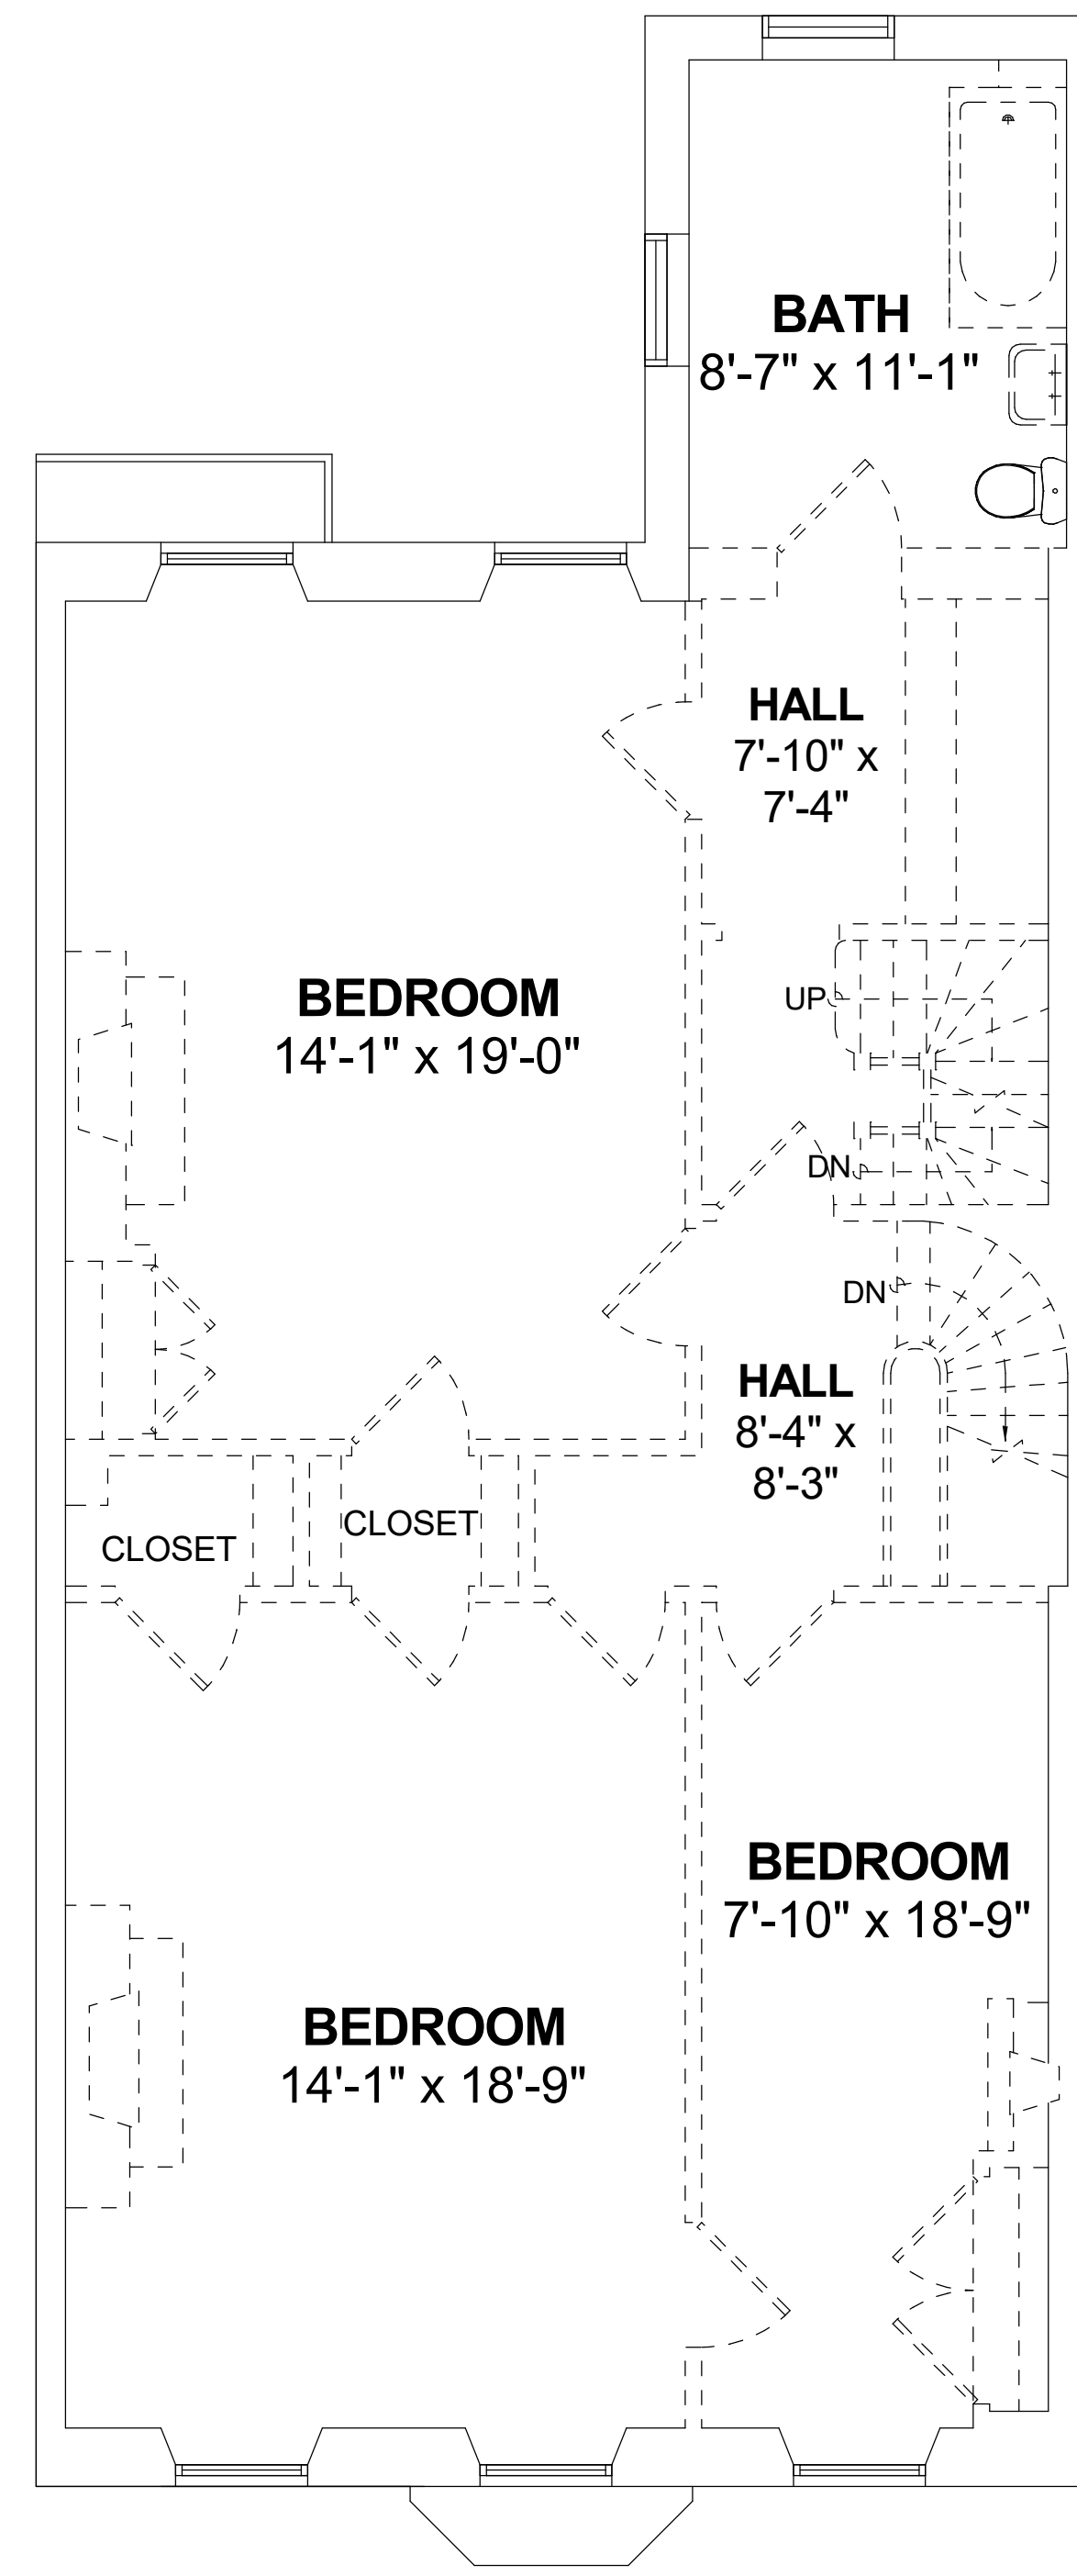 BATH
8'-7" x 11'-1"
HALL
7'-10" x
7'-4"
BEDROOM
14'-1" x 19'-0"
UP
DN
DN
HALL
8'-4" x
8'-3"
CLOSET
CLOSET
BEDROOM
7'-10" x 18'-9"
BEDROOM
14'-1" x 18'-9"